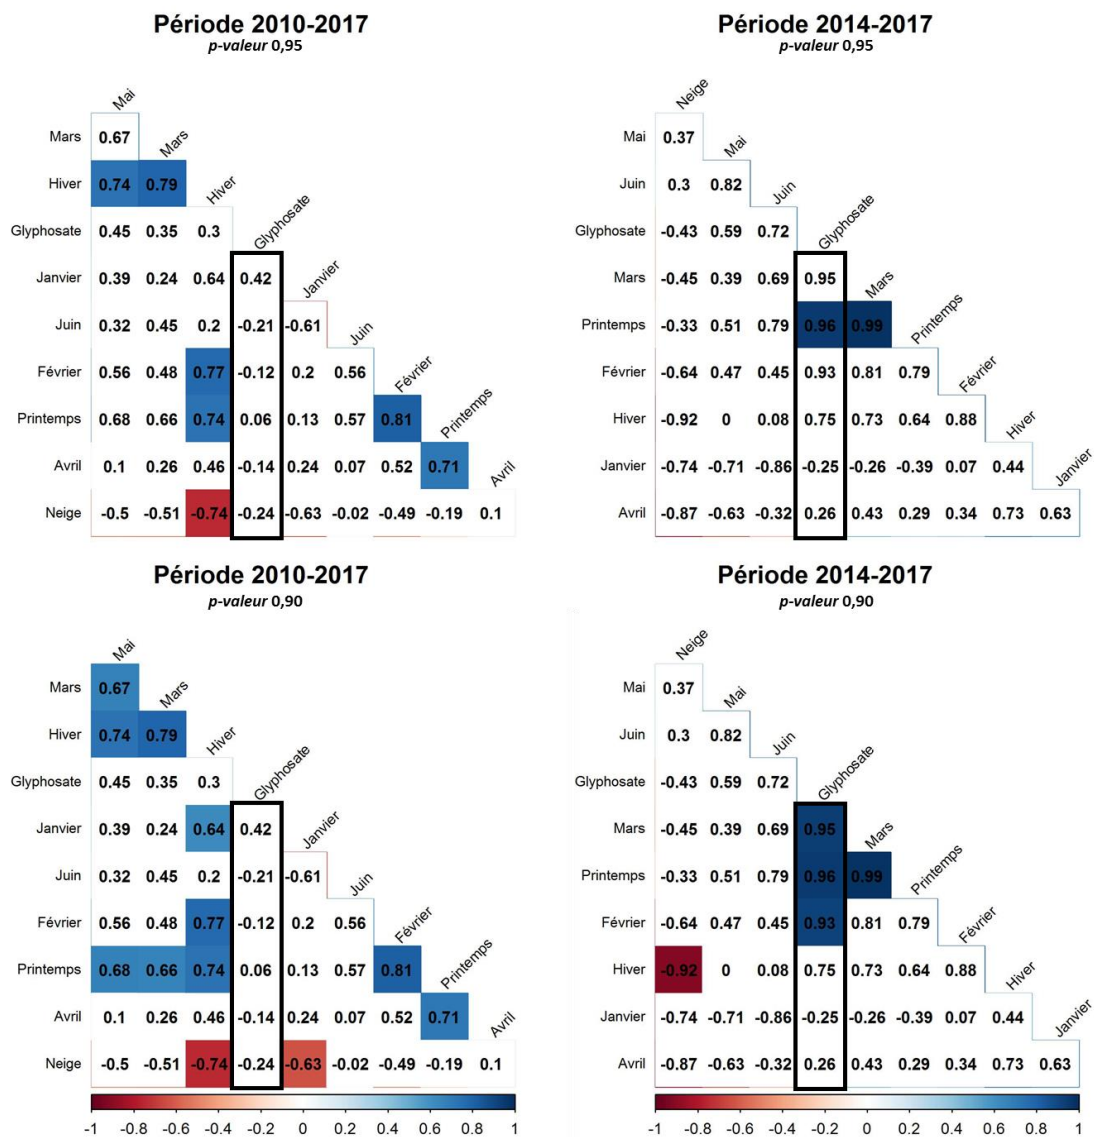 Période 2010-2017
p-valeur 0,95
Mai
Mars 0.67 Mars
Hiver 0.74 0.79 Hiver
Glyphosate 0.45 0.35 0.3 Glyphosate
Janvier 0.39 0.24 0.64 0.42 Janvier
Juin 0.32 0.45 0.2 -0.21 -0.61 Juin
Février 0.56 0.48 0.77 -0.12 0.2 0.56 Février
Printemps 0.68 0.66 0.74 0.06 0.13 0.57 0.81 Printemps
Avril 0.1 0.26 0.46 -0.14 0.24 0.07 0.52 0.71 Avril
Neige -0.5 -0.51 -0.74 -0.24 -0.63 -0.02 -0.49 -0.19 0.1
Période 2014-2017
p-valeur 0,95
Neige
Mai 0.37 Mai
Juin 0.3 0.82 Juin
Glyphosate -0.43 0.59 0.72 Glyphosate
Mars -0.45 0.39 0.69 0.95 Mars
Printemps -0.33 0.51 0.79 0.96 0.99 Printemps
Février -0.64 0.47 0.45 0.93 0.81 0.79 Février
Hiver -0.92 0 0.08 0.75 0.73 0.64 0.88 Hiver
Janvier -0.74 -0.71 -0.86 -0.25 -0.26 -0.39 0.07 0.44 Janvier
Avril -0.87 -0.63 -0.32 0.26 0.43 0.29 0.34 0.73 0.63
Période 2010-2017
p-valeur 0,90
Mai
Mars 0.67 Mars
Hiver 0.74 0.79 Hiver
Glyphosate 0.45 0.35 0.3 Glyphosate
Janvier 0.39 0.24 0.64 0.42 Janvier
Juin 0.32 0.45 0.2 -0.21 -0.61 Juin
Février 0.56 0.48 0.77 -0.12 0.2 0.56 Février
Printemps 0.68 0.66 0.74 0.06 0.13 0.57 0.81 Printemps
Avril 0.1 0.26 0.46 -0.14 0.24 0.07 0.52 0.71 Avril
Neige -0.5 -0.51 -0.74 -0.24 -0.63 -0.02 -0.49 -0.19 0.1
-1 -0.8 -0.6 -0.4 -0.2 0 0.2 0.4 0.6 0.8 1
Période 2014-2017
p-valeur 0,90
Neige
Mai 0.37 Mai
Juin 0.3 0.82 Juin
Glyphosate -0.43 0.59 0.72 Glyphosate
Mars -0.45 0.39 0.69 0.95 Mars
Printemps -0.33 0.51 0.79 0.96 0.99 Printemps
Février -0.64 0.47 0.45 0.93 0.81 0.79 Février
Hiver -0.92 0 0.08 0.75 0.73 0.64 0.88 Hiver
Janvier -0.74 -0.71 -0.86 -0.25 -0.26 -0.39 0.07 0.44 Janvier
Avril -0.87 -0.63 -0.32 0.26 0.43 0.29 0.34 0.73 0.63
-1 -0.8 -0.6 -0.4 -0.2 0 0.2 0.4 0.6 0.8 1